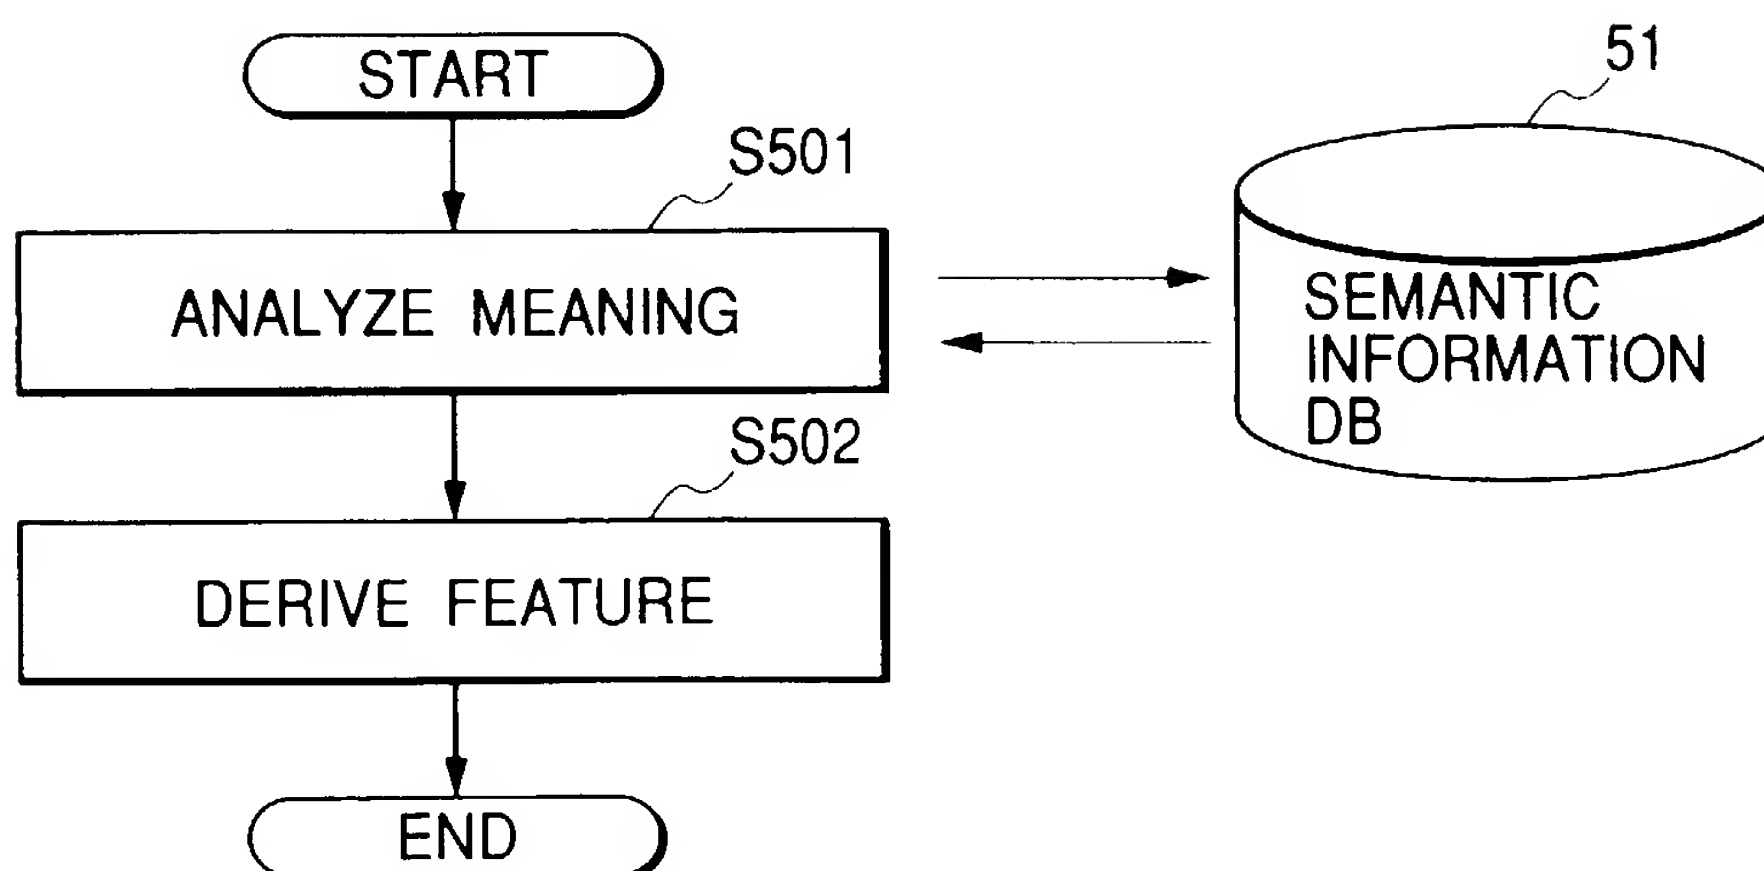 START
51
S501
ANALYZE MEANING
SEMANTIC
INFORMATION
DB
S502
DERIVE FEATURE
END